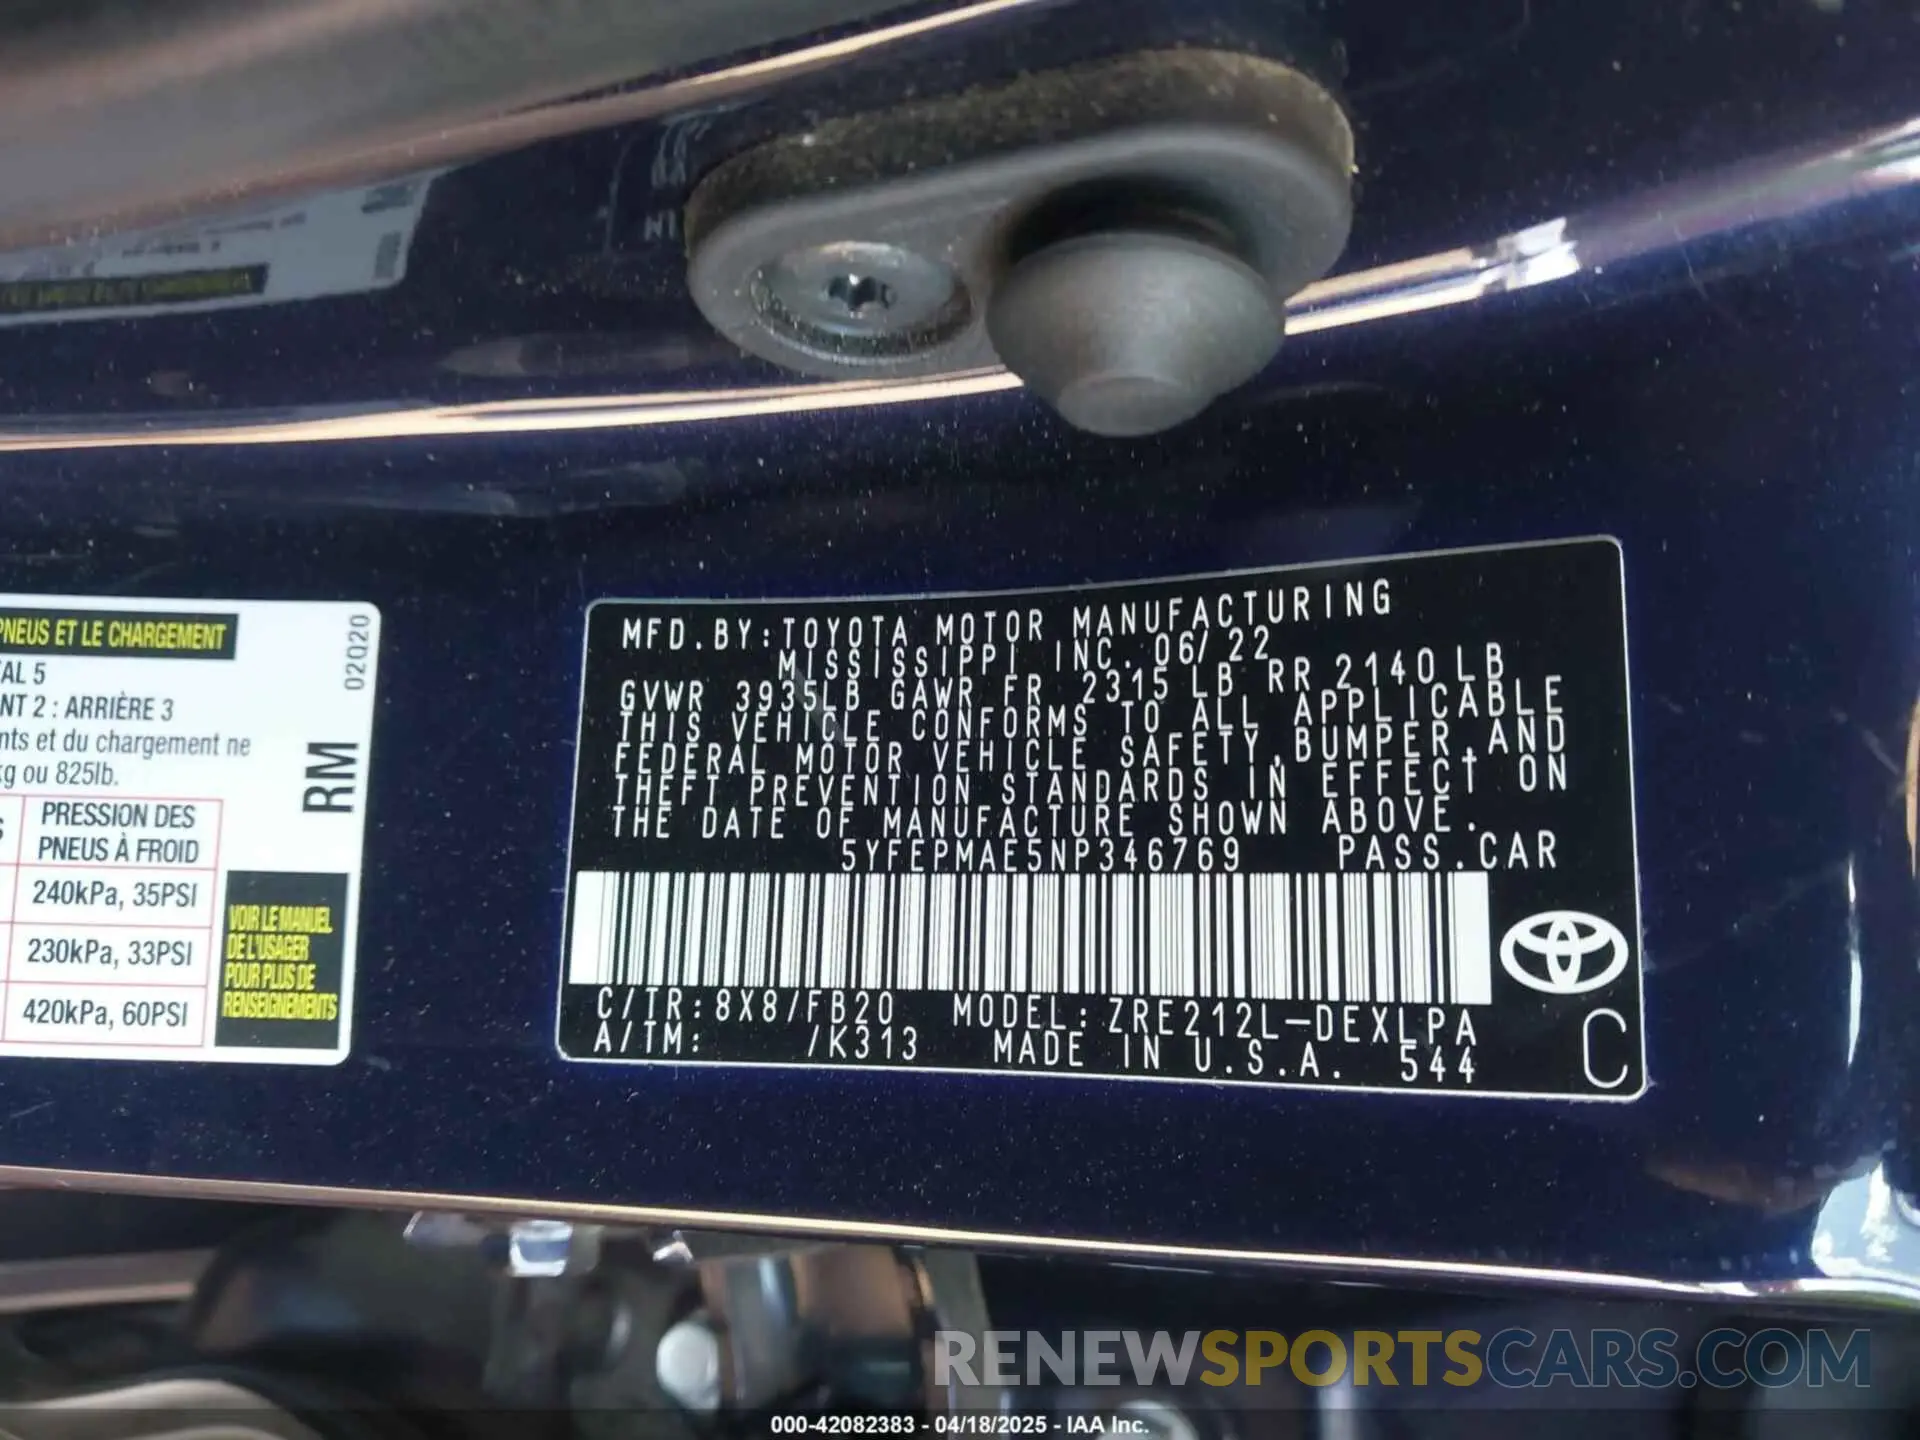 PNEUS ET LE CHARGEMENT
02Q20
AL 5
NT 2 : ARRIÈRE 3
nts et du chargement ne
kg ou 825lb.
RM
PRESSION DES
PNEUS À FROID
240kPa, 35PSI
230kPa, 33PSI
420kPa, 60PSI
VOIR LE MANUEL
DE L'USAGER
POUR PLUS DE
RENSEIGNEMENTS
MFD.BY:TOYOTA MOTOR MANUFACTURING
MISSISSIPPI INC. 06/22
GVWR 3935LB GAWR FR 2315LB RR 2140LB
THIS VEHICLE CONFORMS TO ALL APPLICABLE
FEDERAL MOTOR VEHICLE SAFETY,BUMPER,AND
THEFT PREVENTION STANDARDS IN EFFECT ON
THE DATE OF MANUFACTURE SHOWN ABOVE.
5YFEPMAE5NP346769 PASS.CAR
C/TR:8X8/FB20 MODEL:ZRE212L-DEXLPA
A/TM: /K313 MADE IN U.S.A. 544
C
RENEWSPORTSCARS.COM
000-42082383 - 04/18/2025 - IAA Inc.